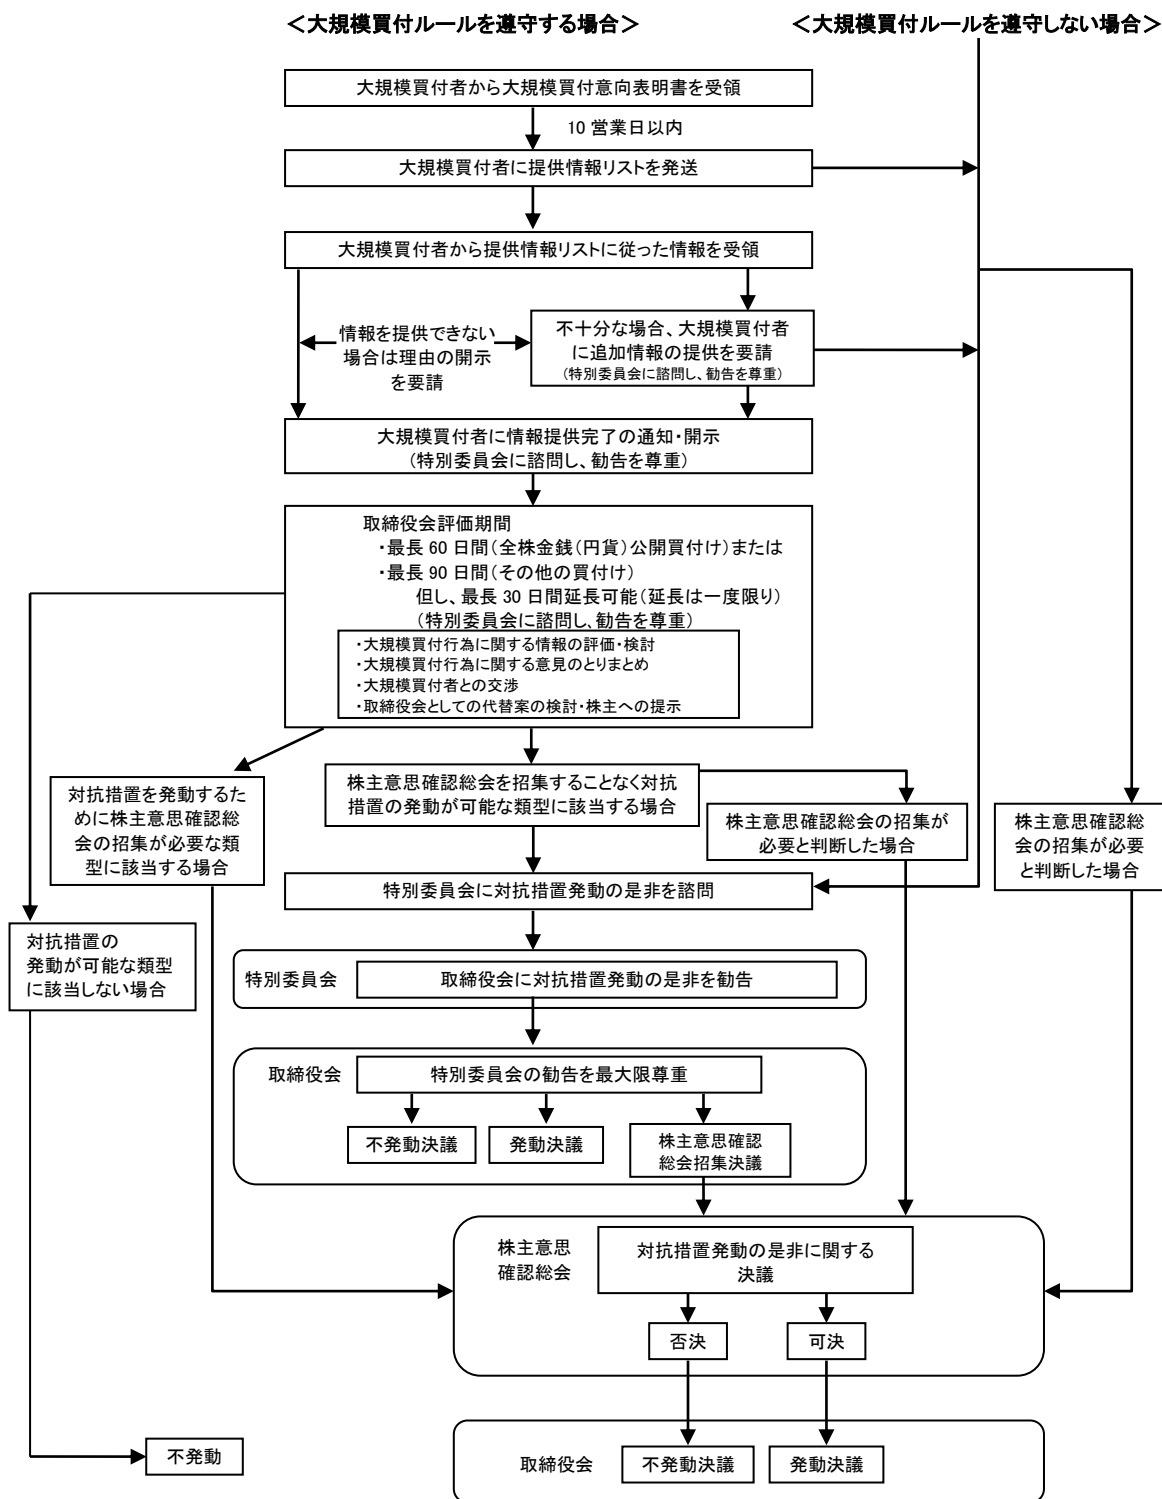 ＜大規模買付ルールを遵守する場合＞
＜大規模買付ルールを遵守しない場合＞
大規模買付者から大規模買付意向表明書を受領
10 営業日以内
大規模買付者に提供情報リストを発送
大規模買付者から提供情報リストに従った情報を受領
情報を提供できない
場合は理由の開示
を要請
不十分な場合、大規模買付者
に追加情報の提供を要請
（特別委員会に諮問し、勧告を尊重）
大規模買付者に情報提供完了の通知・開示
（特別委員会に諮問し、勧告を尊重）
取締役会評価期間
・最長 60 日間（全株金銭（円貨）公開買付け）または
・最長 90 日間（その他の買付け）
但し、最長 30 日間延長可能（延長は一度限り）
（特別委員会に諮問し、勧告を尊重）
・大規模買付行為に関する情報の評価・検討
・大規模買付行為に関する意見のとりまとめ
・大規模買付者との交渉
・取締役会としての代替案の検討・株主への提示
対抗措置を発動するた
めに株主意思確認総
会の招集が必要な類
型に該当する場合
株主意思確認総会を招集することなく対抗
措置の発動が可能な類型に該当する場合
株主意思確認総会の招集が
必要と判断した場合
株主意思確認総
会の招集が必要
と判断した場合
特別委員会に対抗措置発動の是非を諮問
対抗措置の
発動が可能な類型
に該当しない場合
特別委員会
取締役会に対抗措置発動の是非を勧告
取締役会
特別委員会の勧告を最大限尊重
不発動決議
発動決議
株主意思確認
総会招集決議
株主意思
確認総会
対抗措置発動の是非に関する
決議
否決
可決
不発動
取締役会
不発動決議
発動決議